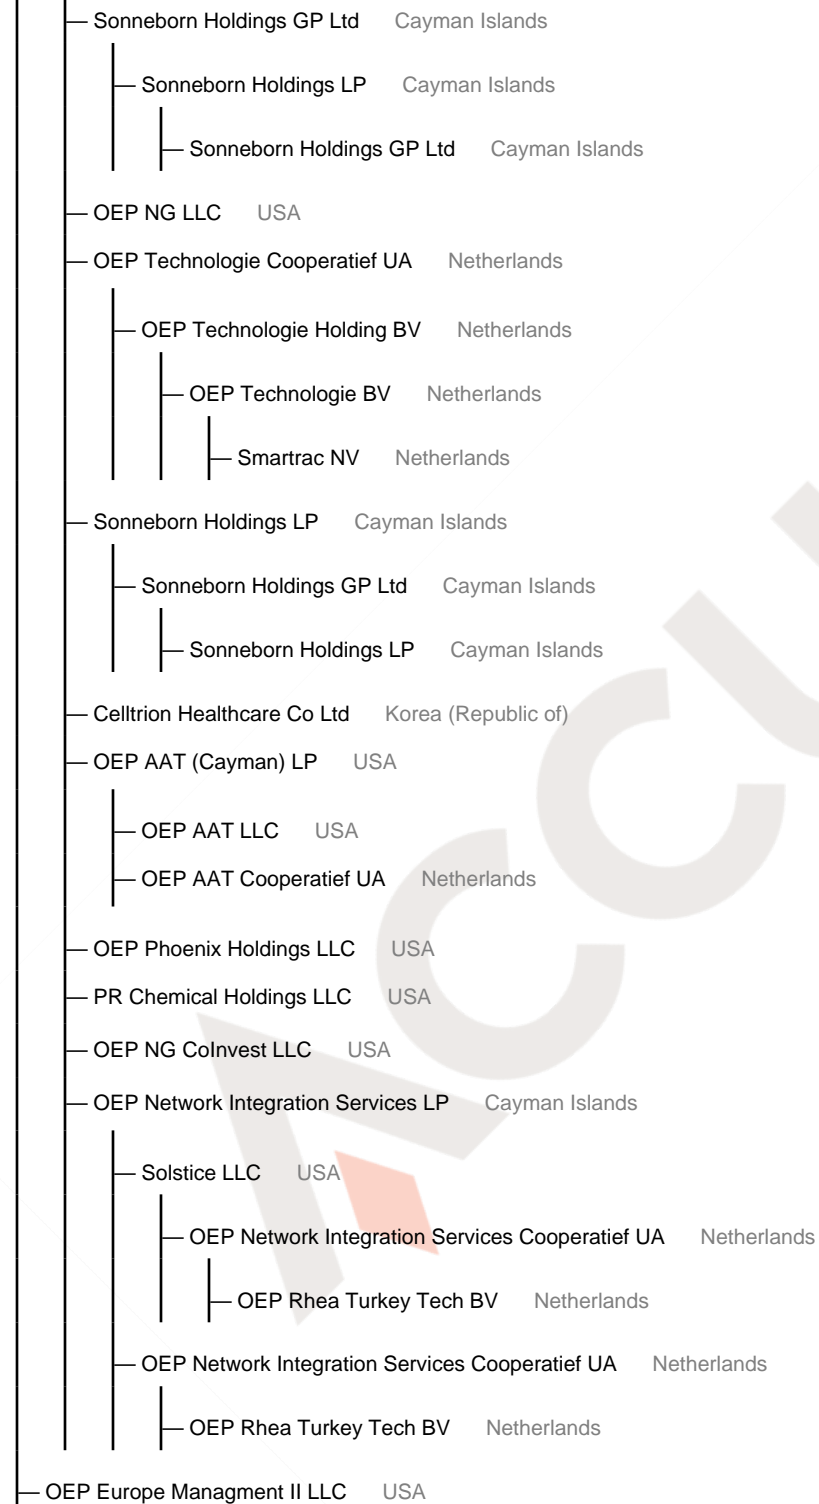 Sonneborn Holdings GP Ltd Cayman Islands
Sonneborn Holdings LP Cayman Islands
Sonneborn Holdings GP Ltd Cayman Islands
OEP NG LLC USA
OEP Technologie Cooperatief UA Netherlands
OEP Technologie Holding BV Netherlands
OEP Technologie BV Netherlands
Smartrac NV Netherlands
Sonneborn Holdings LP Cayman Islands
Sonneborn Holdings GP Ltd Cayman Islands
Sonneborn Holdings LP Cayman Islands
Celltrion Healthcare Co Ltd Korea (Republic of)
OEP AAT (Cayman) LP USA
OEP AAT LLC USA
OEP AAT Cooperatief UA Netherlands
OEP Phoenix Holdings LLC USA
PR Chemical Holdings LLC USA
OEP NG CoInvest LLC USA
OEP Network Integration Services LP Cayman Islands
Solstice LLC USA
OEP Network Integration Services Cooperatief UA Netherlands
OEP Rhea Turkey Tech BV Netherlands
OEP Network Integration Services Cooperatief UA Netherlands
OEP Rhea Turkey Tech BV Netherlands
OEP Europe Managment II LLC USA
ACCU